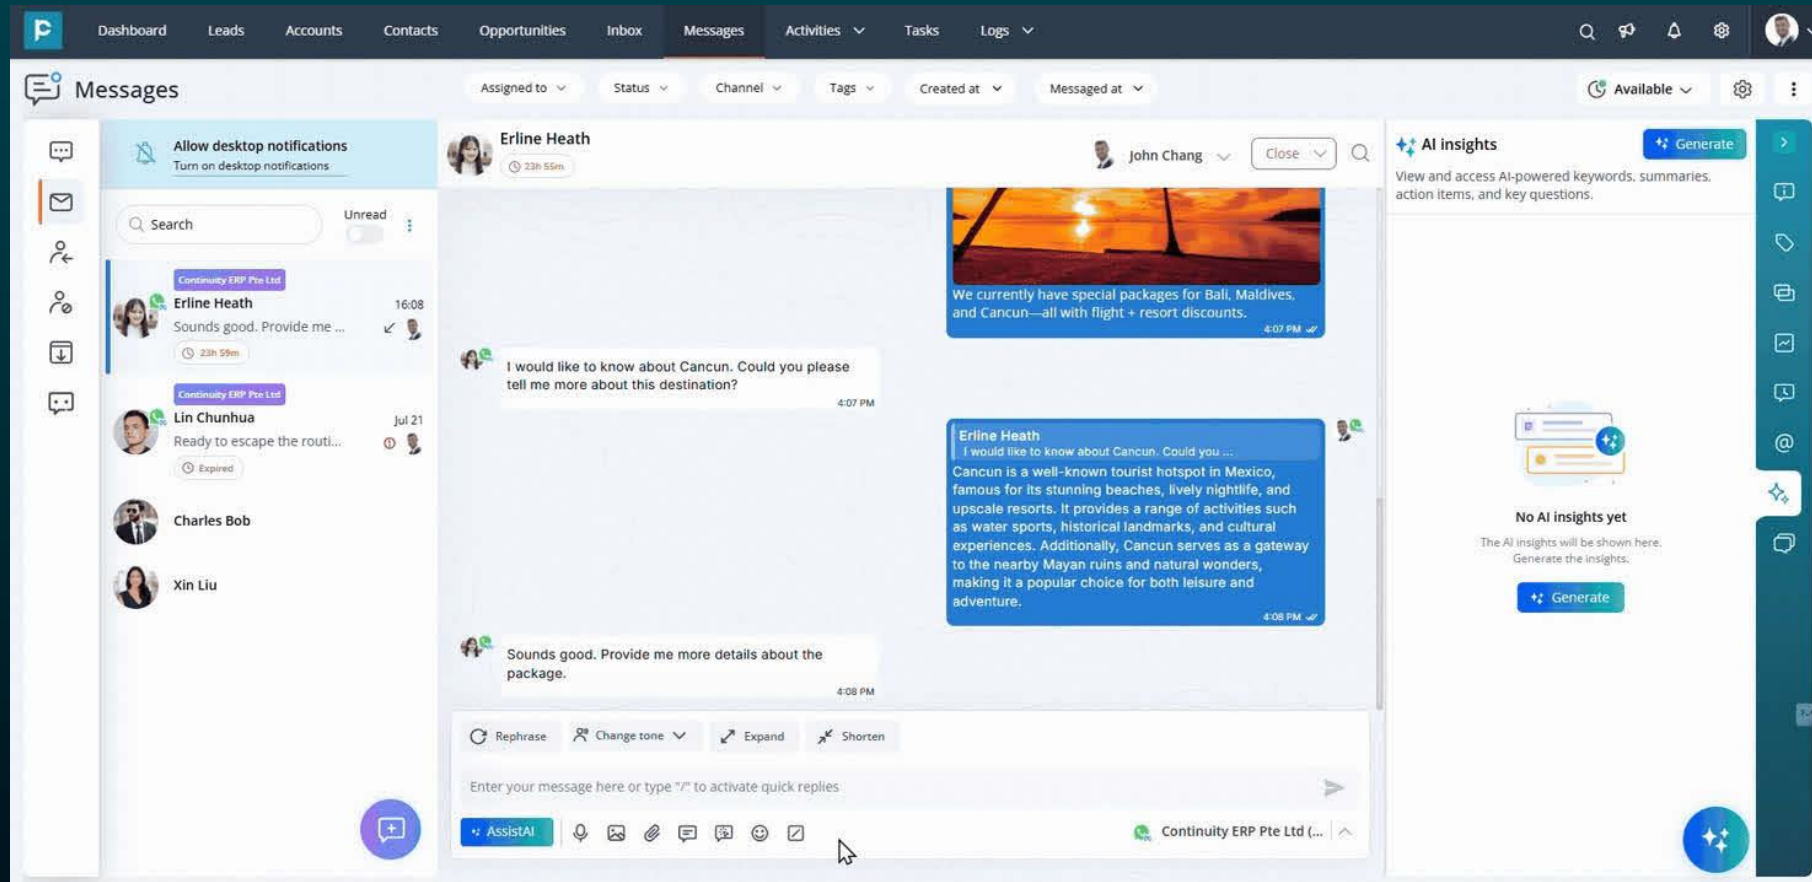 Dashboard
Leads
Accounts
Contacts
Opportunities
Inbox
Messages
Activities
Tasks
Logs
Messages
Assigned to
Status
Channel
Tags
Created at
Messaged at
Available
Allow desktop notifications
Turn on desktop notifications
Search
Unread
Continuity ERP Pte Ltd
Erline Heath
16:08
Sounds good. Provide me ...
23h 59m
Continuity ERP Pte Ltd
Lin Chunhua
Jul 21
Ready to escape the routi...
Expired
Charles Bob
Xin Liu
Erline Heath
23h 55m
John Chang
Close
We currently have special packages for Bali, Maldives,
and Cancun—all with flight + resort discounts.
4:07 PM
I would like to know about Cancun. Could you please
tell me more about this destination?
4:07 PM
Erline Heath
I would like to know about Cancun. Could you ...
Cancun is a well-known tourist hotspot in Mexico,
famous for its stunning beaches, lively nightlife, and
upscale resorts. It provides a range of activities such
as water sports, historical landmarks, and cultural
experiences. Additionally, Cancun serves as a gateway
to the nearby Mayan ruins and natural wonders,
making it a popular choice for both leisure and
adventure.
4:08 PM
Sounds good. Provide me more details about the
package.
4:08 PM
Rephrase
Change tone
Expand
Shorten
Enter your message here or type "/" to activate quick replies
AssistAI
Continuity ERP Pte Ltd (...
AI insights
Generate
View and access AI-powered keywords, summaries,
action items, and key questions.
No AI insights yet
The AI insights will be shown here.
Generate the insights.
Generate